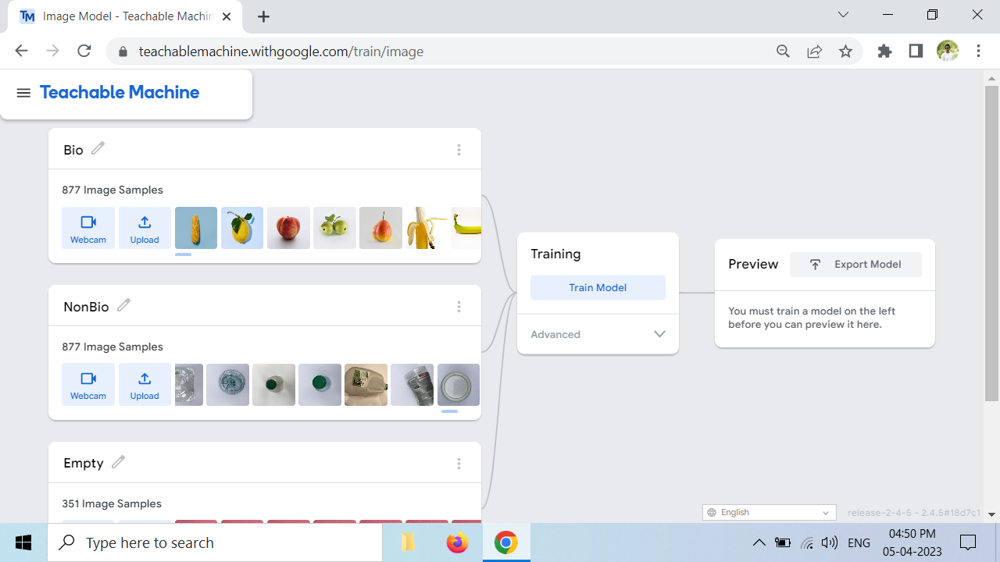 Image Model - Teachable Machin
teachablemachine.withgoogle.com/train/image
Teachable Machine
Bio
877 Image Samples
Webcam
Upload
NonBio
877 Image Samples
Webcam
Upload
Empty
351 Image Samples
Training
Train Model
Advanced
Preview
Export Model
You must train a model on the left
before you can preview it here.
English
release-2-4-5 - 2.4.5#18d7c1
Type here to search
ENG
04:50 PM
05-04-2023